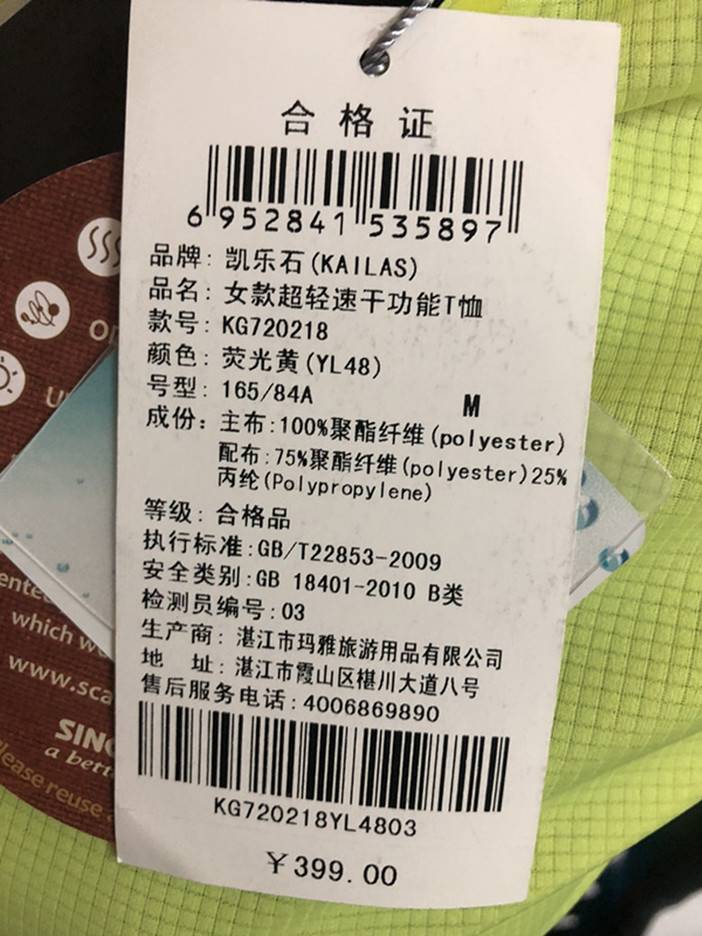 合格证
6 952841 535897
品牌: 凯乐石(KAILAS)
品名: 女款超轻速干功能T恤
款号: KG720218
颜色: 荧光黄(YL48)
号型: 165/84A M
成份: 主布:100%聚酯纤维(polyester)
配布:75%聚酯纤维(polyester)25%
丙纶(Polypropylene)
等级: 合格品
执行标准:GB/T22853-2009
安全类别:GB 18401-2010 B类
检测员编号:03
生产商: 湛江市玛雅旅游用品有限公司
地 址: 湛江市霞山区椹川大道八号
售后服务电话:4006869890
KG720218YL4803
￥399.00
which
www.sca
SING
a bett
Please reuse